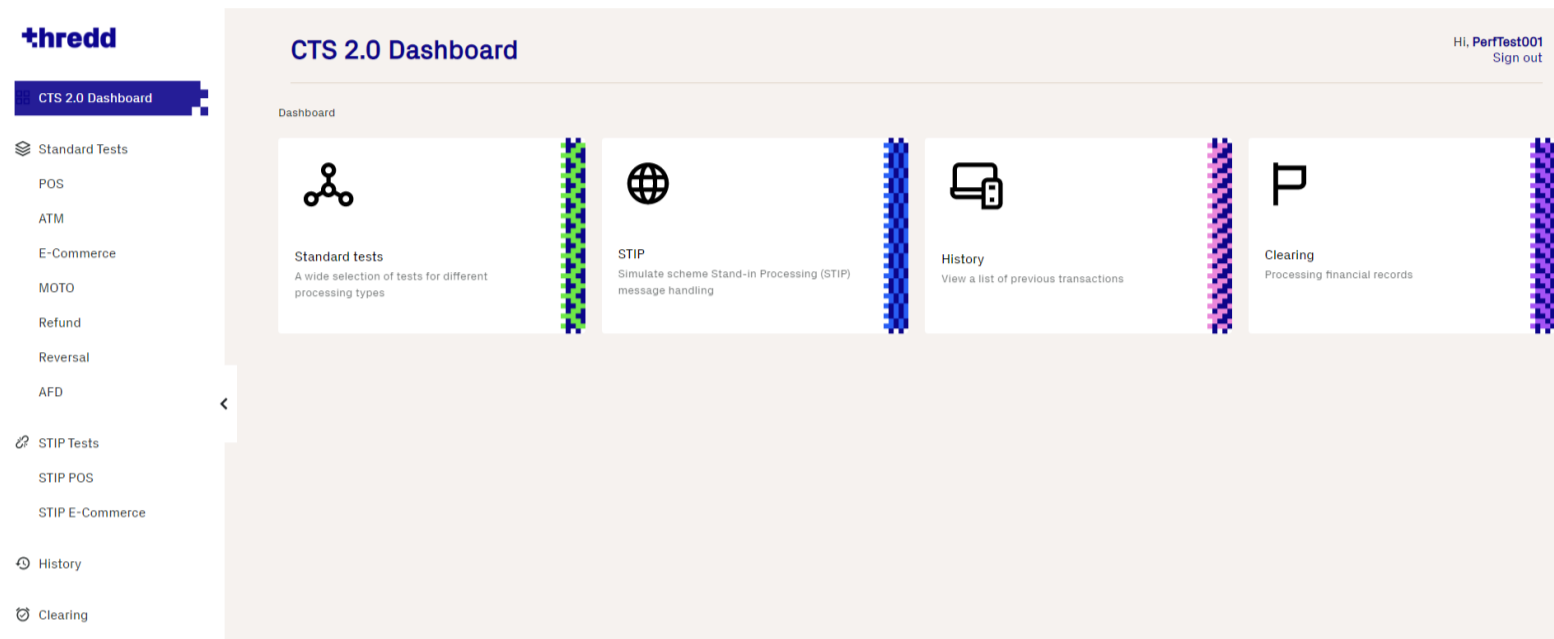 thredd
CTS 2.0 Dashboard
Standard Tests
POS
ATM
E-Commerce
MOTO
Refund
Reversal
AFD
STIP Tests
STIP POS
STIP E-Commerce
History
Clearing
CTS 2.0 Dashboard
Hi, PerfTest001
Sign out
Dashboard
Standard tests
A wide selection of tests for different
processing types
STIP
Simulate scheme Stand-in Processing (STIP)
message handling
History
View a list of previous transactions
Clearing
Processing financial records